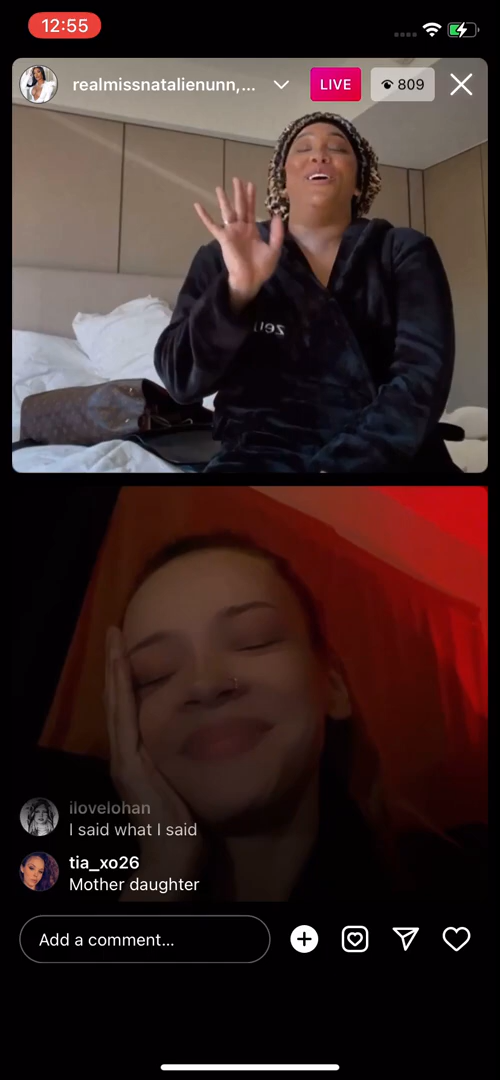 12:55
realmissnatalienunn,...
LIVE
809
ilovelohan
I said what I said
tia_xo26
Mother daughter
Add a comment...